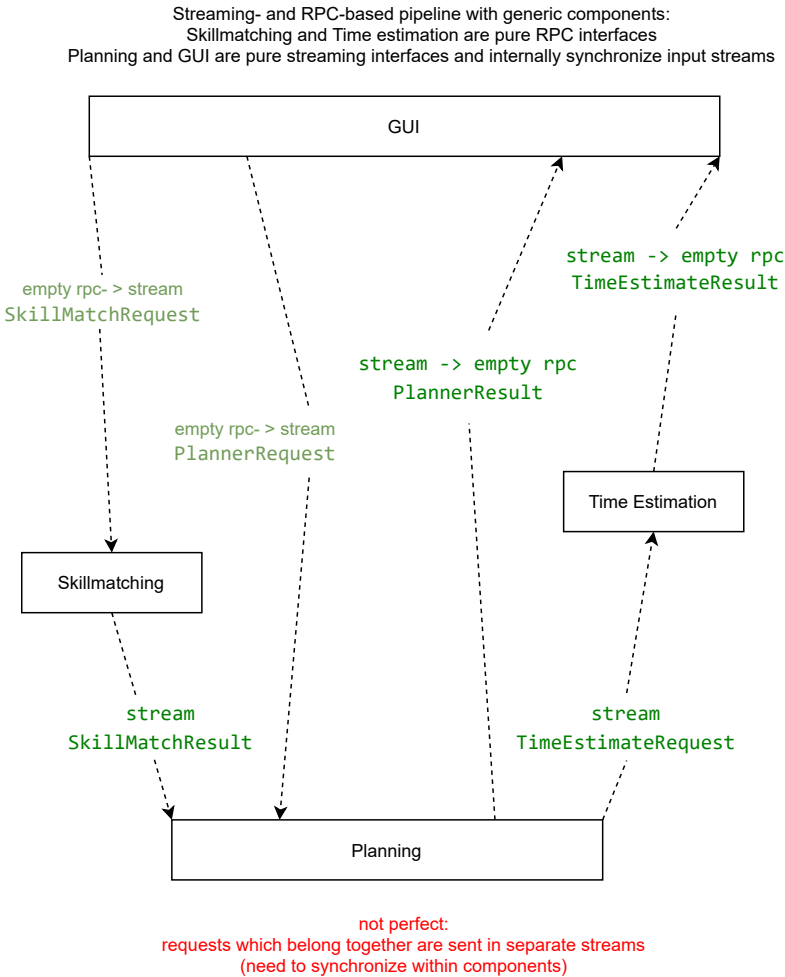 Streaming- and RPC-based pipeline with generic components:
Skillmatching and Time estimation are pure RPC interfaces
Planning and GUI are pure streaming interfaces and internally synchronize input streams
GUI
stream -> empty rpc
TimeEstimateResult
empty rpc- > stream
SkillMatchRequest
stream -> empty rpc
PlannerResult
empty rpc- > stream
PlannerRequest
Time Estimation
Skillmatching
stream
SkillMatchResult
stream
TimeEstimateRequest
Planning
not perfect:
requests which belong together are sent in separate streams
(need to synchronize within components)